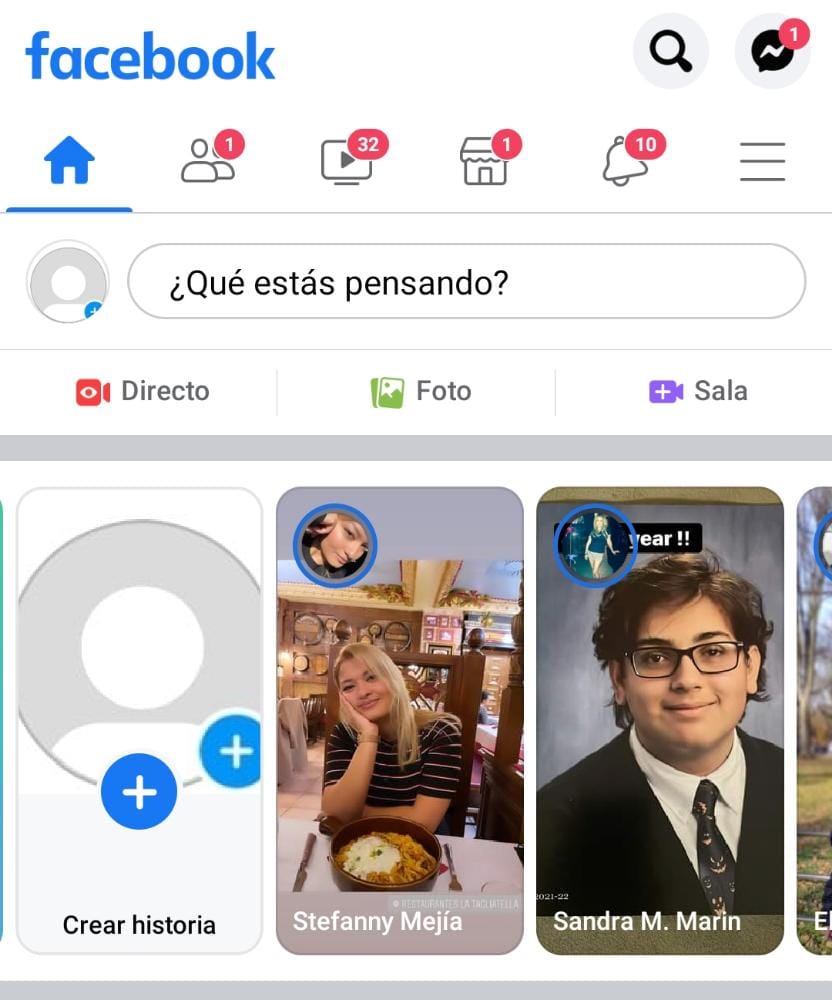 facebook
1
1
32
1
10
¿Qué estás pensando?
Directo
Foto
Sala
year !!
2021-22
RESTAURANTES LA TAGLIATELLA
Crear historia
Stefanny Mejía
Sandra M. Marin
El